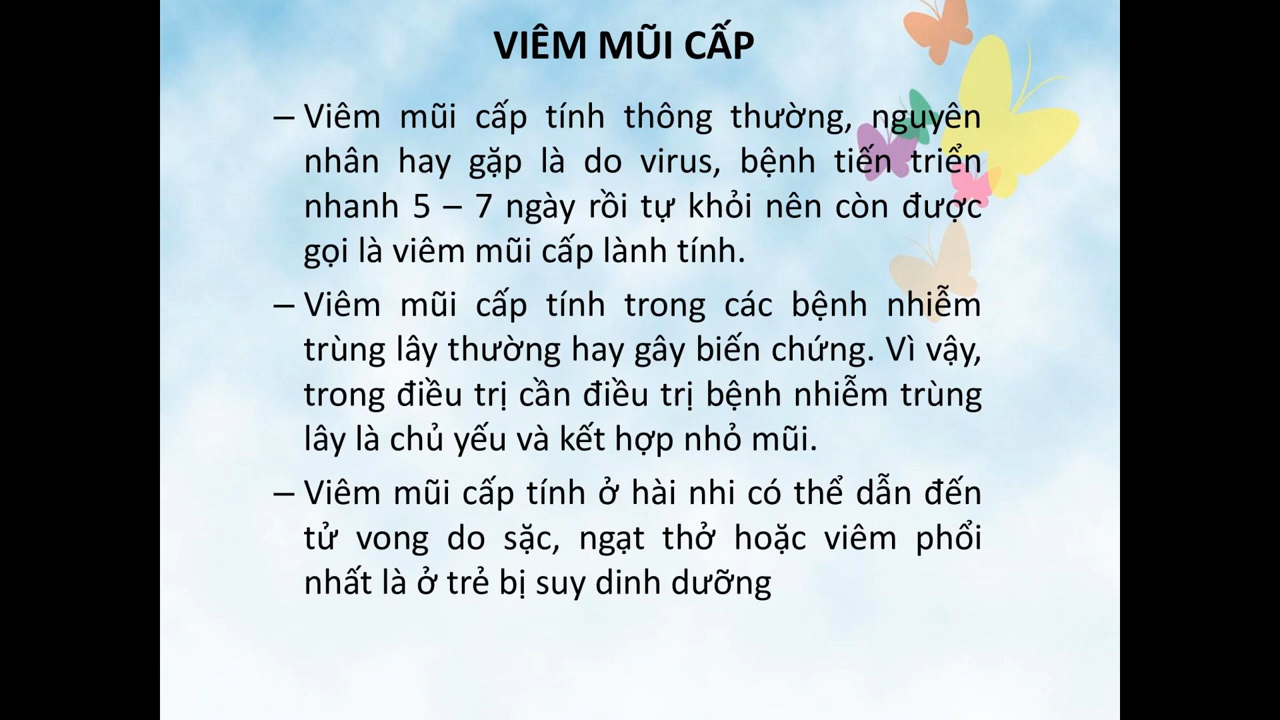 VIÊM MŨI CẤP
– Viêm mũi cấp tính thông thường, nguyên
nhân hay gặp là do virus, bệnh tiến triển
nhanh 5 – 7 ngày rồi tự khỏi nên còn được
gọi là viêm mũi cấp lành tính.
– Viêm mũi cấp tính trong các bệnh nhiễm
trùng lây thường hay gây biến chứng. Vì vậy,
trong điều trị cần điều trị bệnh nhiễm trùng
lây là chủ yếu và kết hợp nhỏ mũi.
– Viêm mũi cấp tính ở hài nhi có thể dẫn đến
tử vong do sặc, ngạt thở hoặc viêm phổi
nhất là ở trẻ bị suy dinh dưỡng